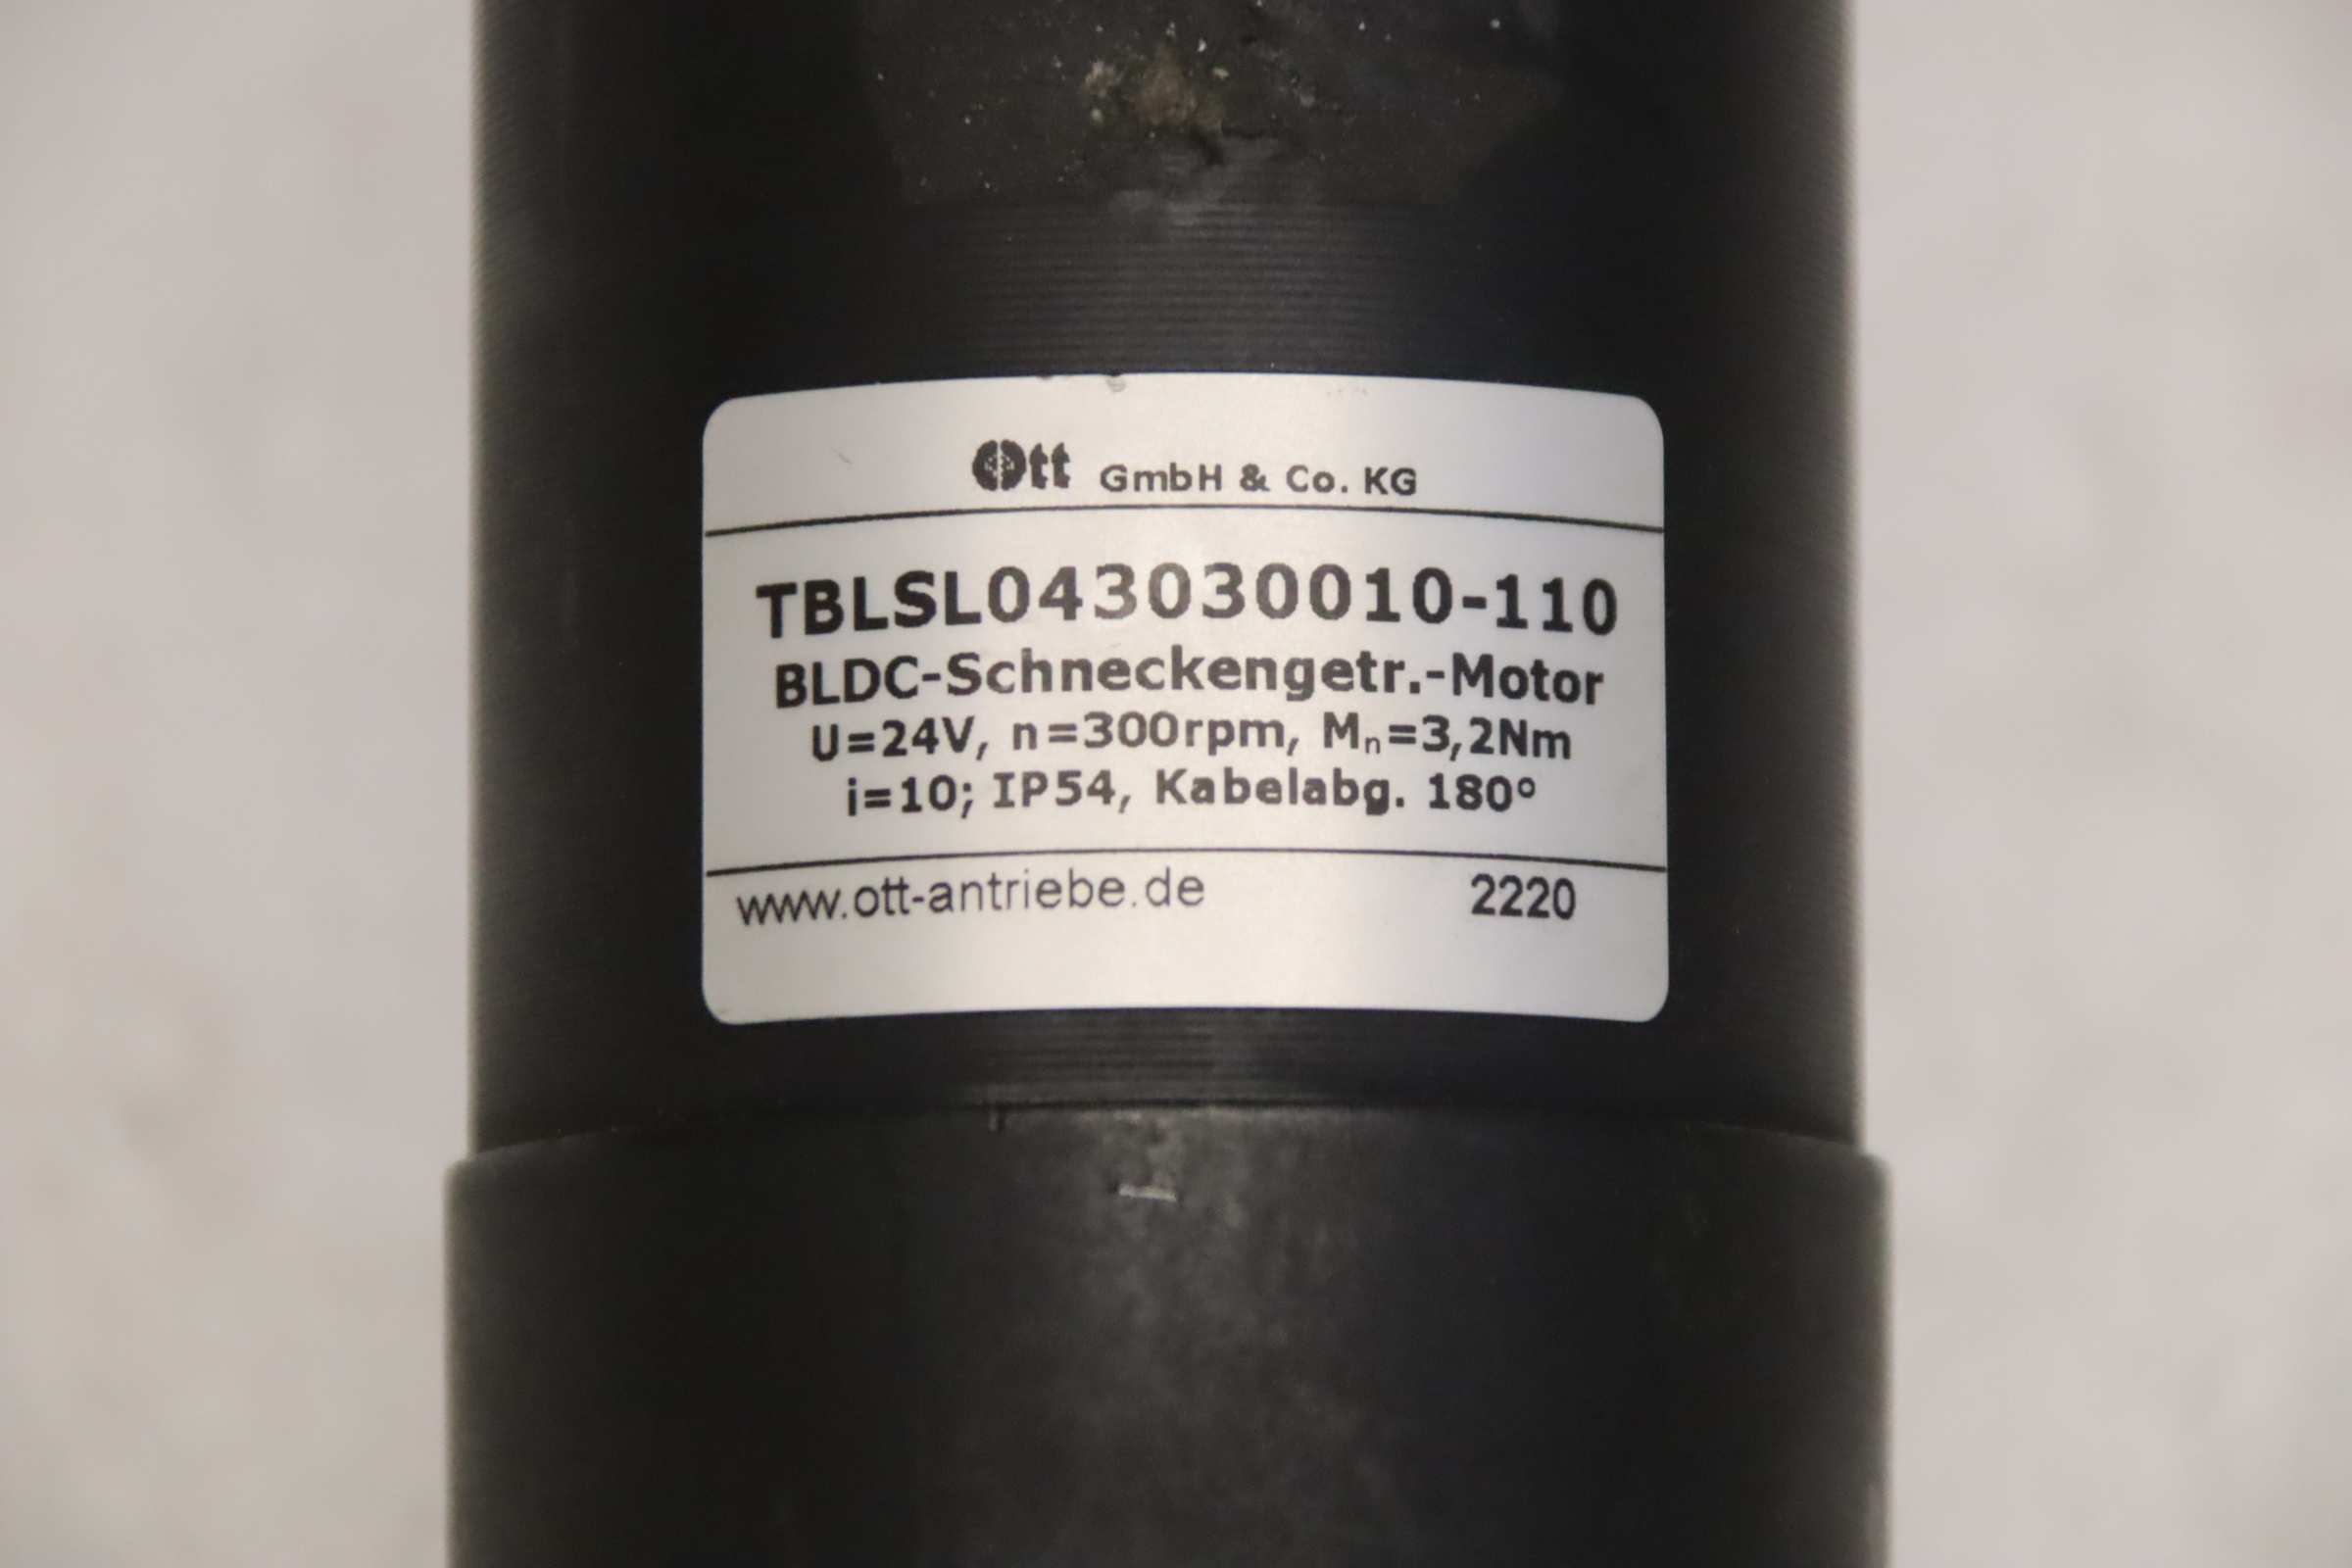 Ott GmbH & Co. KG
TBLSL043030010-110
BLDC-Schneckengetr.-Motor
U=24V, n=300rpm, Mₙ=3,2Nm
i=10; IP54, Kabelabg. 180°
www.ott-antriebe.de 2220